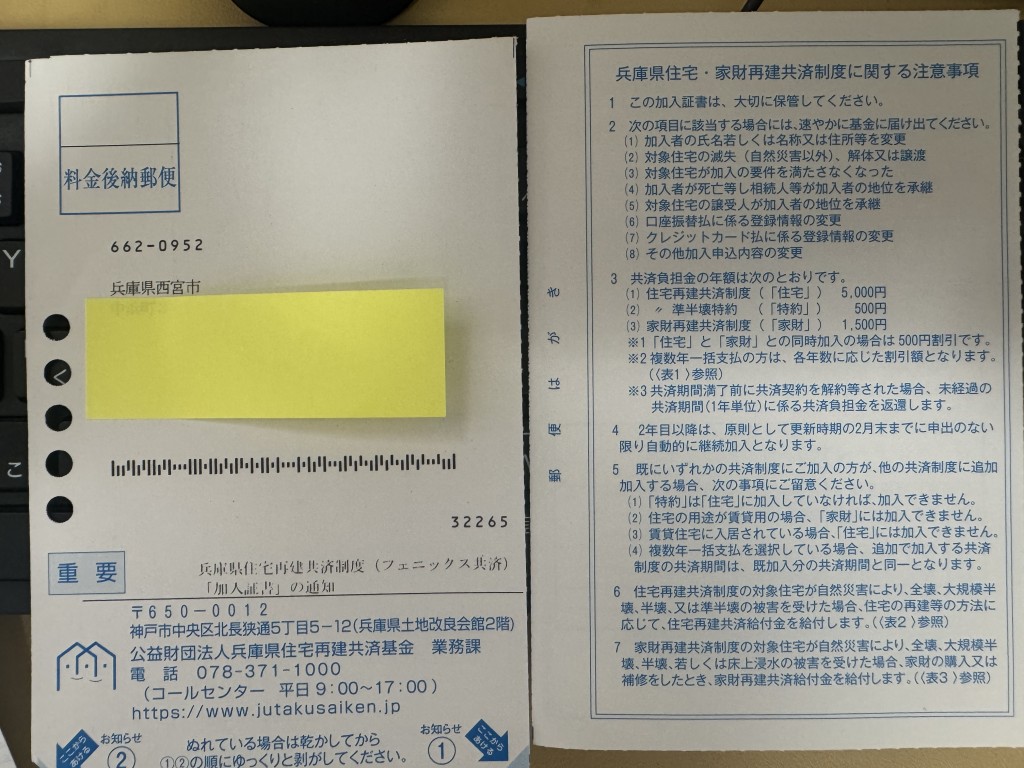 料金後納郵便
662-0952
兵庫県西宮市
32265
重要
兵庫県住宅再建共済制度（フェニックス共済）
「加入証書」の通知
〒650-0012
神戸市中央区北長狭通5丁目5-12(兵庫県土地改良会館2階)
公益財団法人兵庫県住宅再建共済基金　業務課
電　話　078-371-1000
（コールセンター　平日 9:00〜17:00）
https://www.jutakusaiken.jp
ここからあける
お知らせ
②
ぬれている場合は乾かしてから
①②の順にゆっくりと剥がしてください。
お知らせ
①
ここからあける
郵便はがき
兵庫県住宅・家財再建共済制度に関する注意事項
1　この加入証書は、大切に保管してください。
2　次の項目に該当する場合には、速やかに基金に届け出てください。
(1) 加入者の氏名若しくは名称又は住所等を変更
(2) 対象住宅の滅失（自然災害以外）、解体又は譲渡
(3) 対象住宅が加入の要件を満たさなくなった
(4) 加入者が死亡等し相続人等が加入者の地位を承継
(5) 対象住宅の譲受人が加入者の地位を承継
(6) 口座振替払に係る登録情報の変更
(7) クレジットカード払に係る登録情報の変更
(8) その他加入申込内容の変更
3　共済負担金の年額は次のとおりです。
(1) 住宅再建共済制度（「住宅」）　5,000円
(2)　〃 準半壊特約（「特約」）　500円
(3) 家財再建共済制度（「家財」）　1,500円
※1「住宅」と「家財」との同時加入の場合は500円割引です。
※2 複数年一括支払の方は、各年数に応じた割引額となります。
（〈表1〉参照）
※3 共済期間満了前に共済契約を解約等された場合、未経過の
共済期間(1年単位)に係る共済負担金を返還します。
4　2年目以降は、原則として更新時期の2月末までに申出のない
限り自動的に継続加入となります。
5　既にいずれかの共済制度にご加入の方が、他の共済制度に追加
加入する場合、次の事項にご留意ください。
(1)「特約」は「住宅」に加入していなければ、加入できません。
(2) 住宅の用途が賃貸用の場合、「家財」には加入できません。
(3) 賃貸住宅に入居されている場合、「住宅」には加入できません。
(4) 複数年一括支払を選択している場合、追加で加入する共済
制度の共済期間は、既加入分の共済期間と同一となります。
6　住宅再建共済制度の対象住宅が自然災害により、全壊、大規模半
壊、半壊、又は準半壊の被害を受けた場合、住宅の再建等の方法に
応じて、住宅再建共済給付金を給付します。（〈表2〉参照）
7　家財再建共済制度の対象住宅が自然災害により、全壊、大規模半
壊、半壊、若しくは床上浸水の被害を受けた場合、家財の購入又は
補修をしたとき、家財再建共済給付金を給付します。（〈表3〉参照）
Y
く
こ